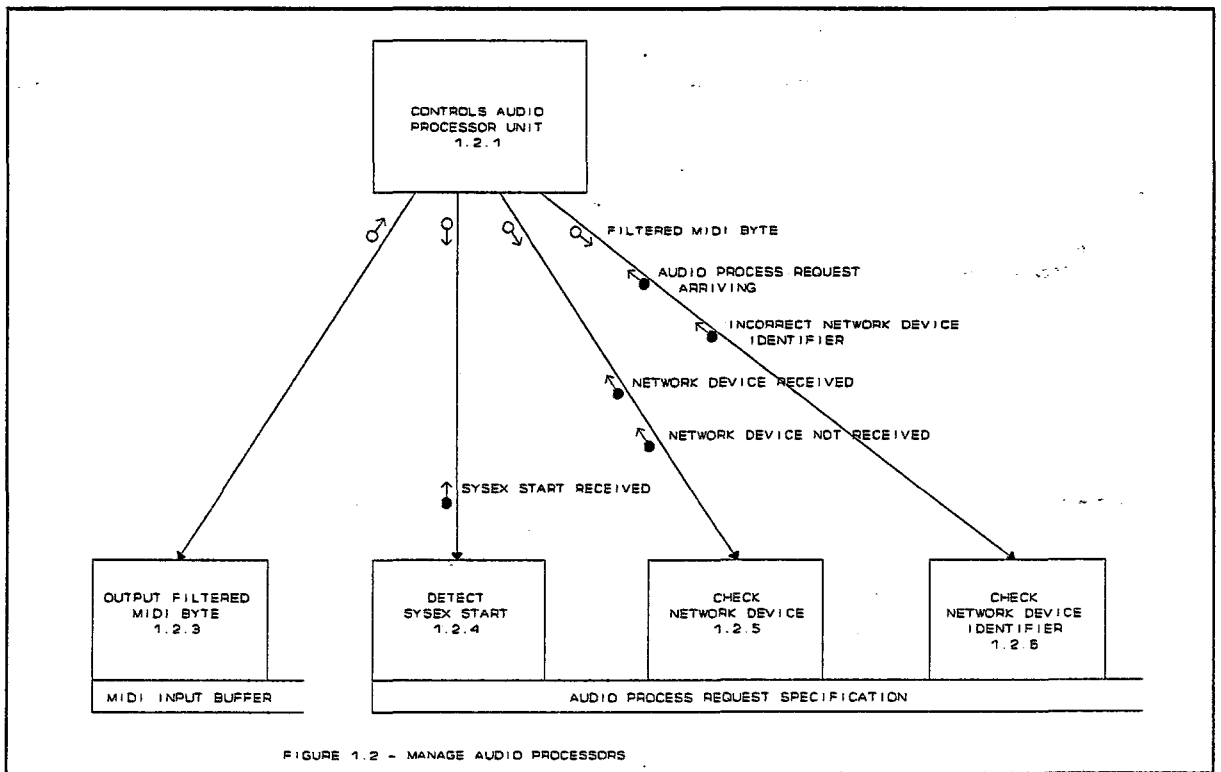 CONTROLS AUDIO
PROCESSOR UNIT
1.2.1
FILTERED MIDI BYTE
AUDIO PROCESS REQUEST
ARRIVING
INCORRECT NETWORK DEVICE
IDENTIFIER
NETWORK DEVICE RECEIVED
NETWORK DEVICE NOT RECEIVED
SYSEX START RECEIVED
OUTPUT FILTERED
MIDI BYTE
1.2.3
DETECT
SYSEX START
1.2.4
CHECK
NETWORK DEVICE
1.2.5
CHECK
NETWORK DEVICE
IDENTIFIER
1.2.6
MIDI INPUT BUFFER
AUDIO PROCESS REQUEST SPECIFICATION
FIGURE 1.2 - MANAGE AUDIO PROCESSORS